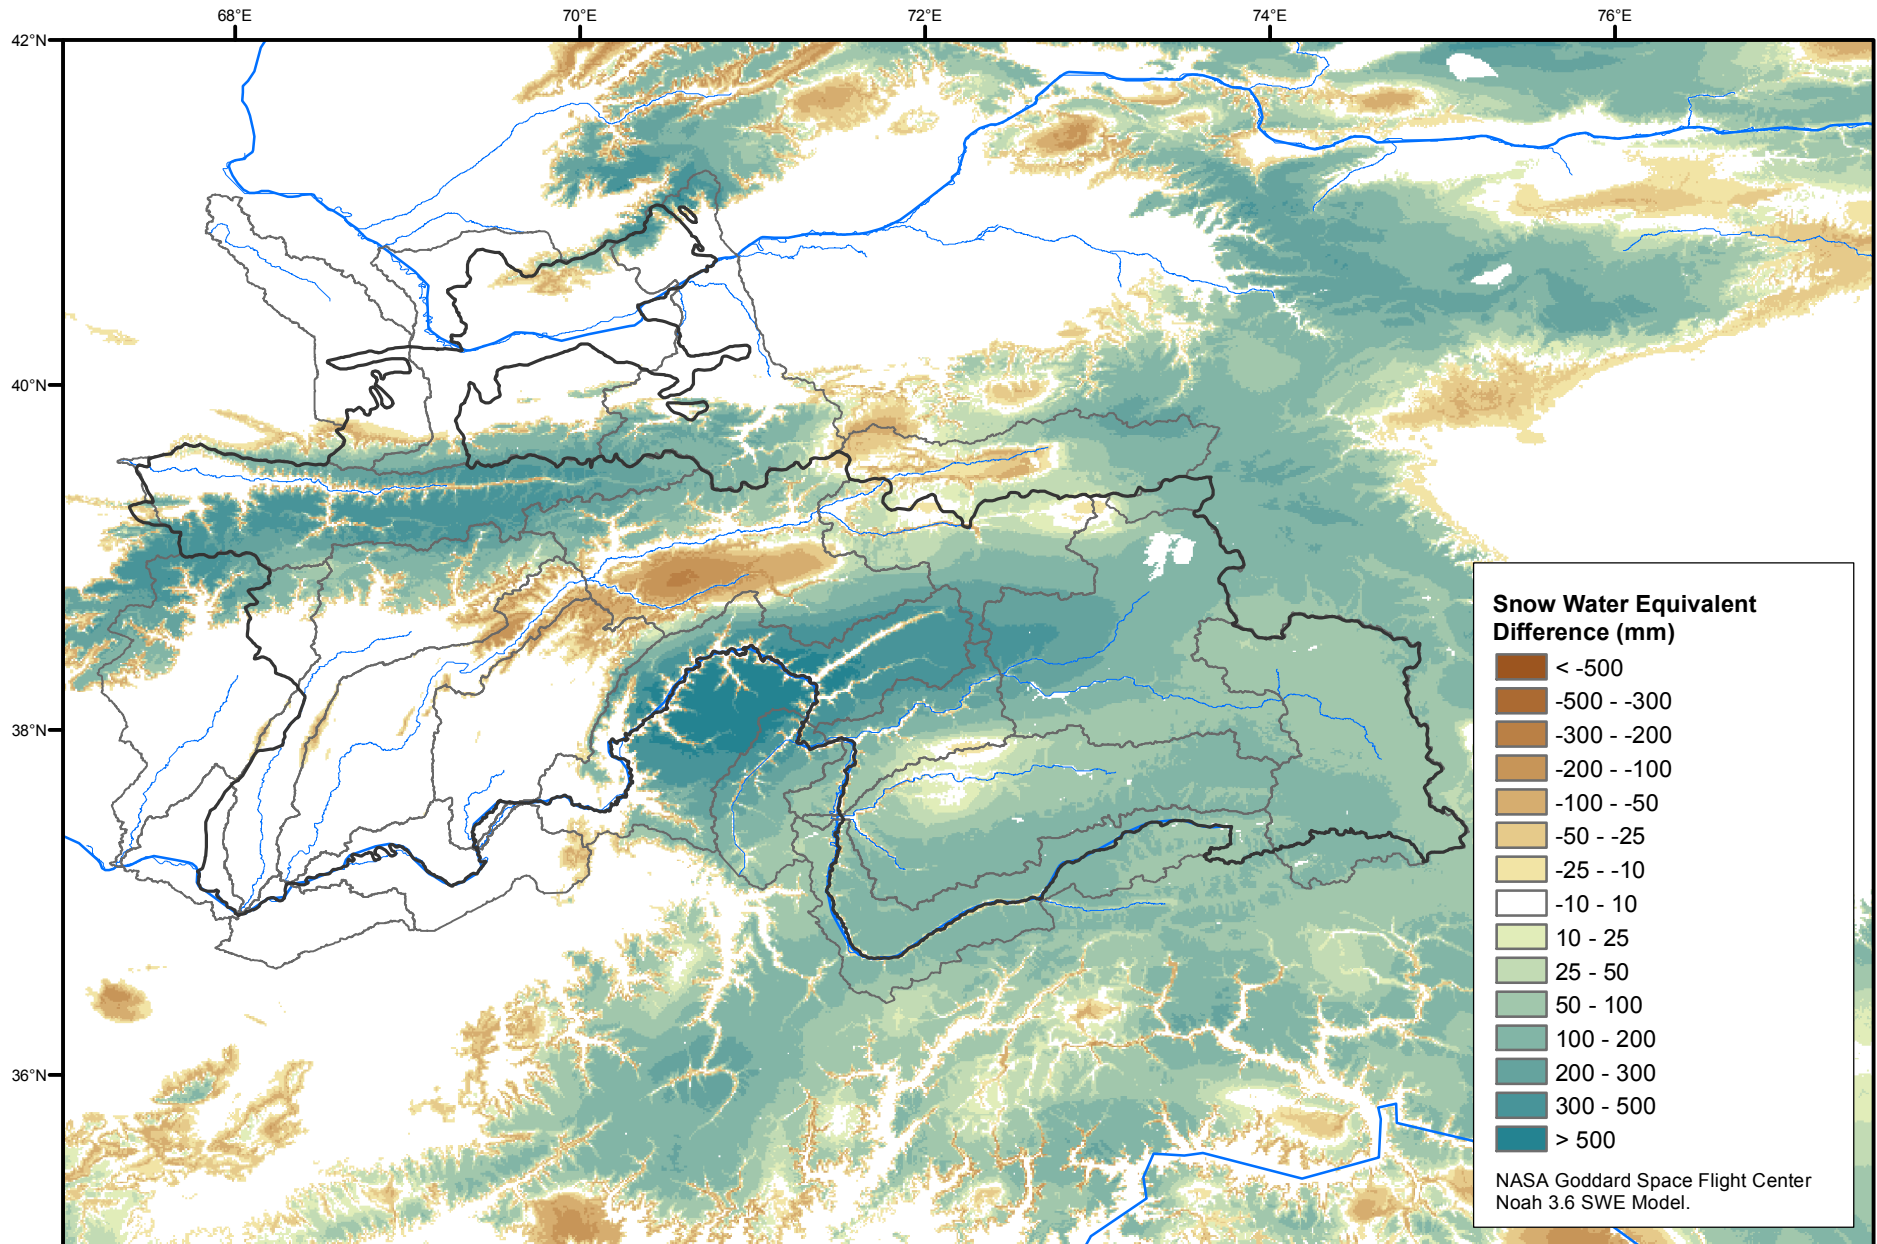 68°E
70°E
72°E
74°E
76°E
42°N
40°N
38°N
36°N
Snow Water Equivalent
Difference (mm)
< -500
-500 - -300
-300 - -200
-200 - -100
-100 - -50
-50 - -25
-25 - -10
-10 - 10
10 - 25
25 - 50
50 - 100
100 - 200
200 - 300
300 - 500
> 500
NASA Goddard Space Flight Center
Noah 3.6 SWE Model.